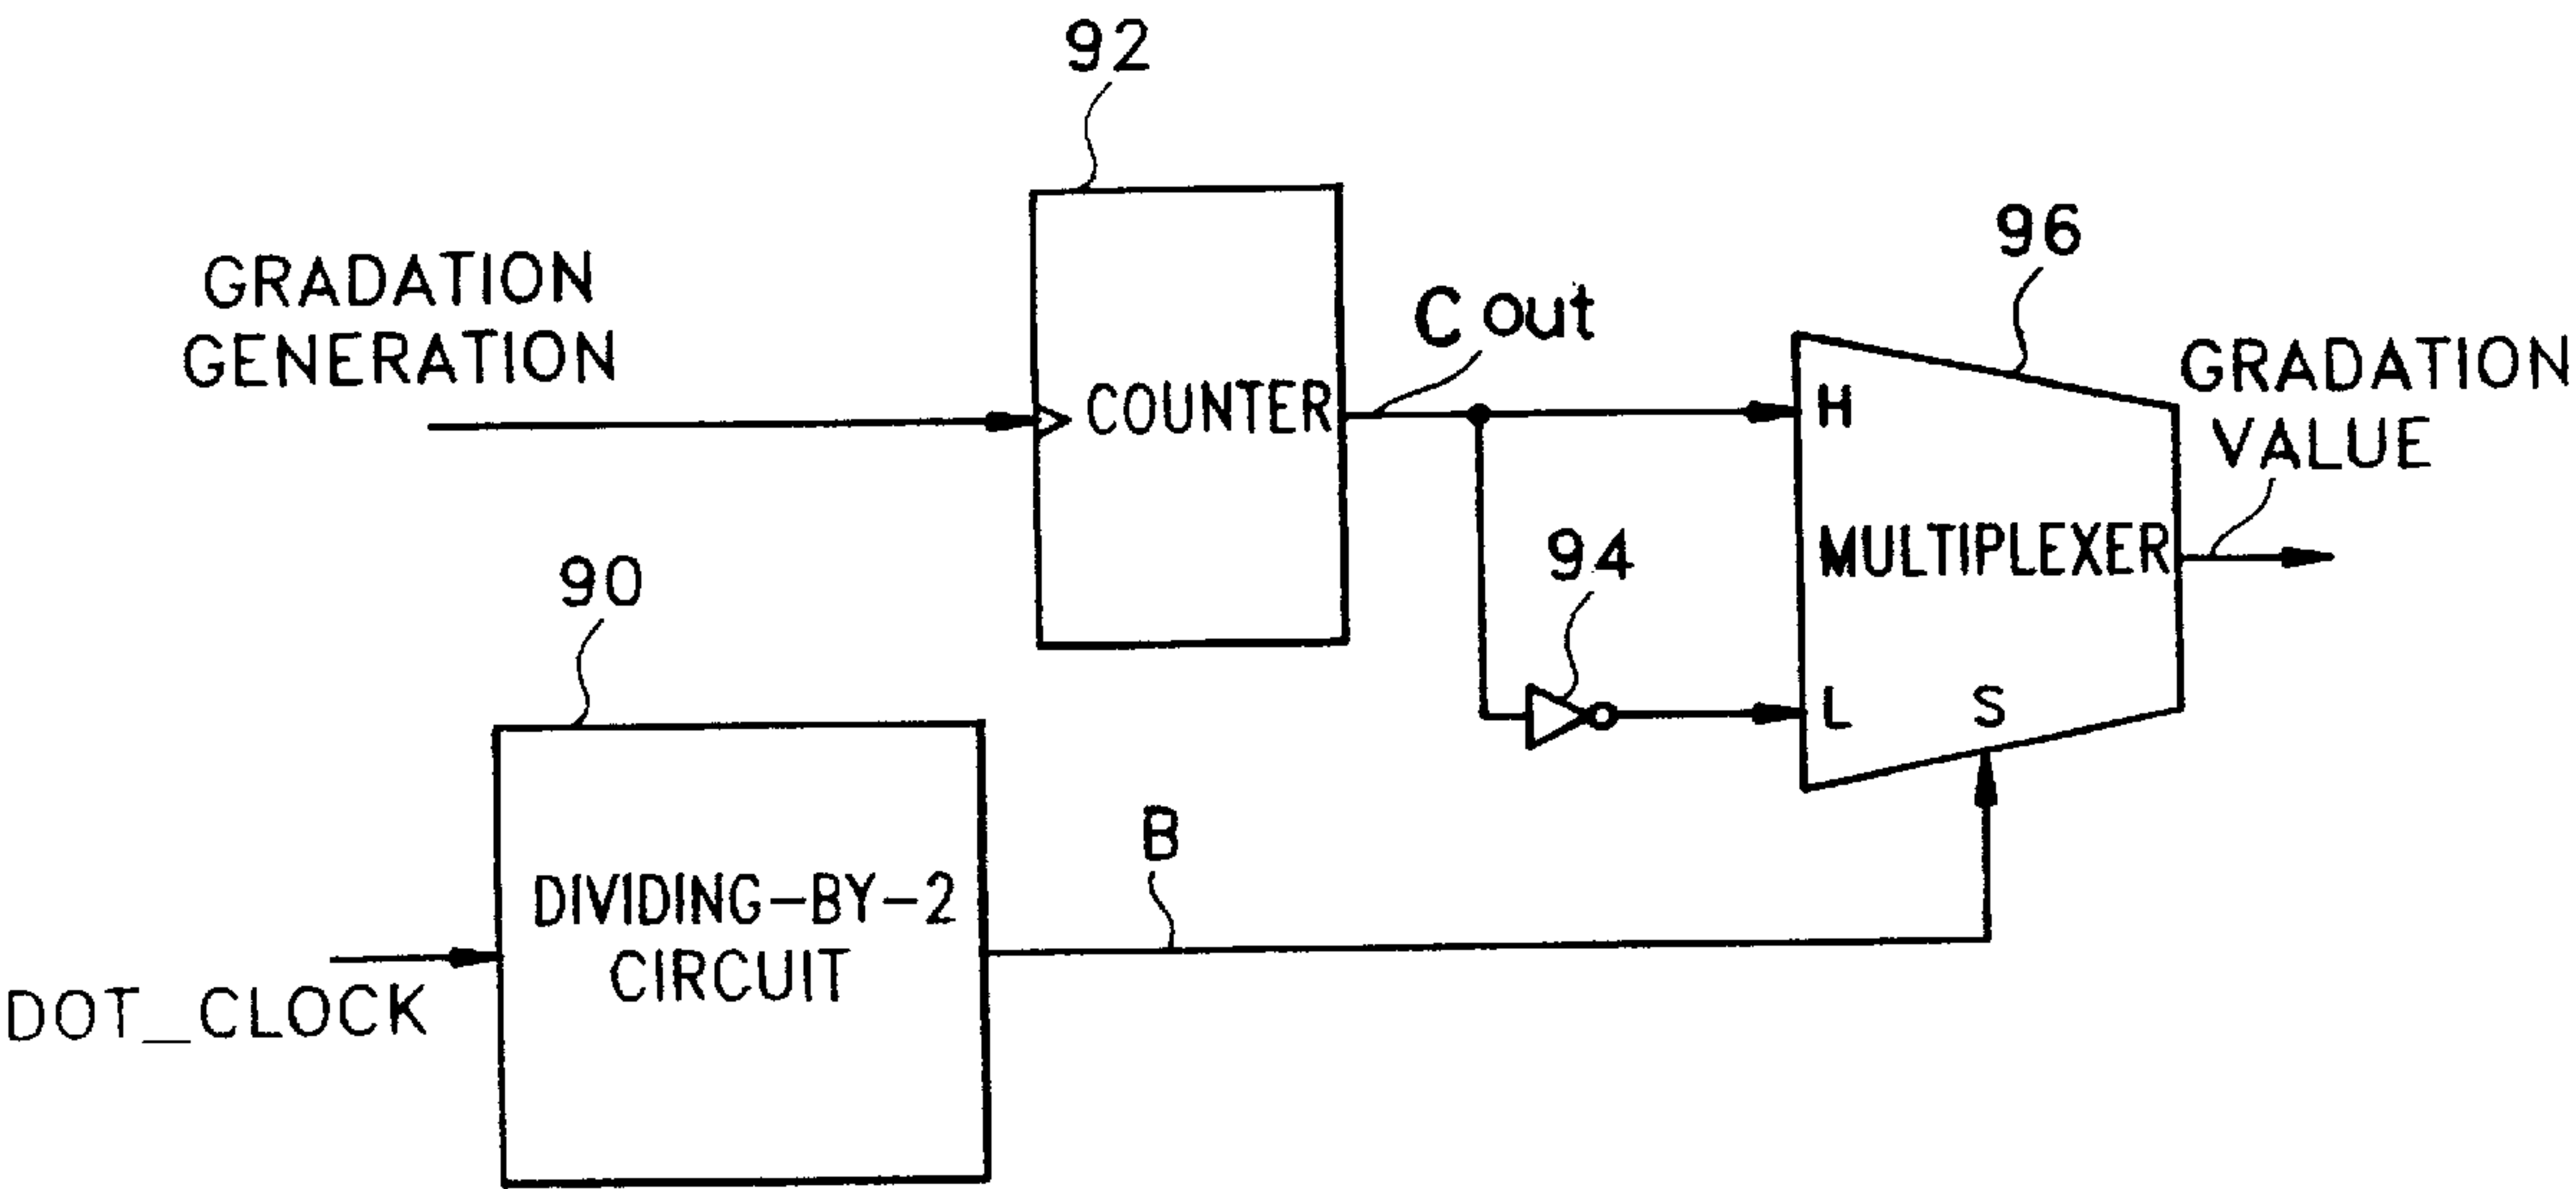 92
96
GRADATION
GENERATION
C out
GRADATION
VALUE
COUNTER
H
MULTIPLEXER
94
90
L
S
B
DIVIDING-BY-2
CIRCUIT
DOT_CLOCK